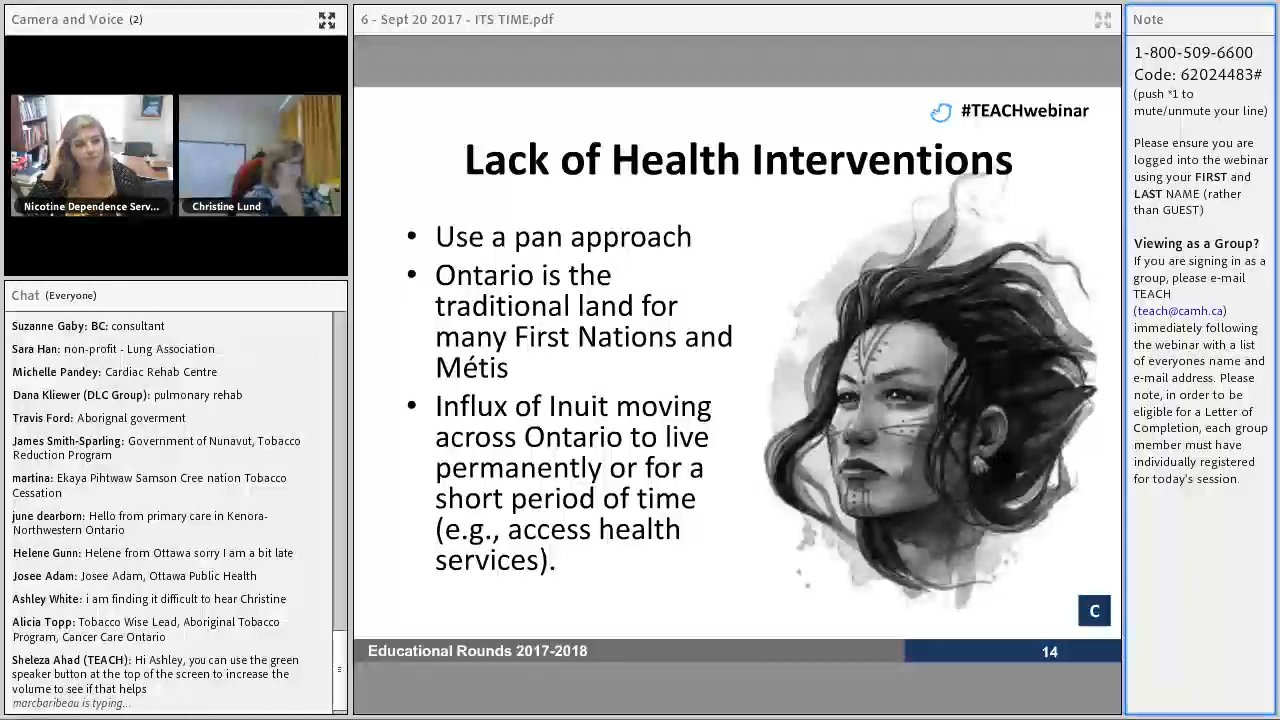 Camera and Voice (2)
Nicotine Dependence Serv...
Christine Lund
Chat (Everyone)
Suzanne Gaby: BC: consultant
Sara Han: non-profit - Lung Association
Michelle Pandey: Cardiac Rehab Centre
Dana Kliewer (DLC Group): pulmonary rehab
Travis Ford: Aborignal goverment
James Smith-Sparling: Government of Nunavut, Tobacco
Reduction Program
martina: Ekaya Pihtwaw Samson Cree nation Tobacco
Cessation
june dearborn: Hello from primary care in Kenora-
Northwestern Ontario
Helene Gunn: Helene from Ottawa sorry I am a bit late
Josee Adam: Josee Adam, Ottawa Public Health
Ashley White: i am finding it difficult to hear Christine
Alicia Topp: Tobacco Wise Lead, Aboriginal Tobacco
Program, Cancer Care Ontario
Sheleza Ahad (TEACH): Hi Ashley, you can use the green
speaker button at the top of the screen to increase the
volume to see if that helps
marcbaribeau is typing...
6 - Sept 20 2017 - ITS TIME.pdf
#TEACHwebinar
Lack of Health Interventions
• Use a pan approach
• Ontario is the
traditional land for
many First Nations and
Métis
• Influx of Inuit moving
across Ontario to live
permanently or for a
short period of time
(e.g., access health
services).
C
Educational Rounds 2017-2018
14
Note
1-800-509-6600
Code: 62024483#
(push *1 to
mute/unmute your line)
Please ensure you are
logged into the webinar
using your FIRST and
LAST NAME (rather
than GUEST)
Viewing as a Group?
If you are signing in as a
group, please e-mail
TEACH
(teach@camh.ca)
immediately following
the webinar with a list
of everyones name and
e-mail address. Please
note, in order to be
eligible for a Letter of
Completion, each group
member must have
individually registered
for today's session.